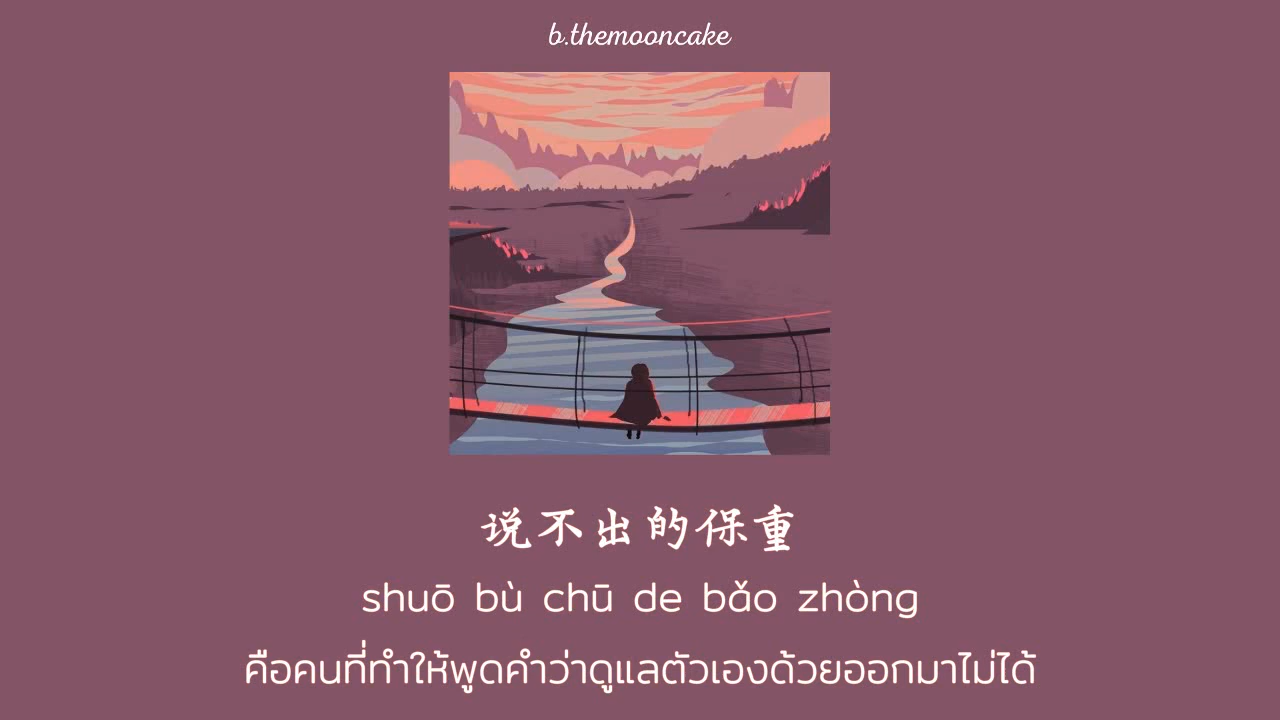 b.themooncake
说不出的保重
shuō bù chū de bǎo zhòng
คือคนที่ทำให้พูดคำว่าดูแลตัวเองด้วยออกมาไม่ได้